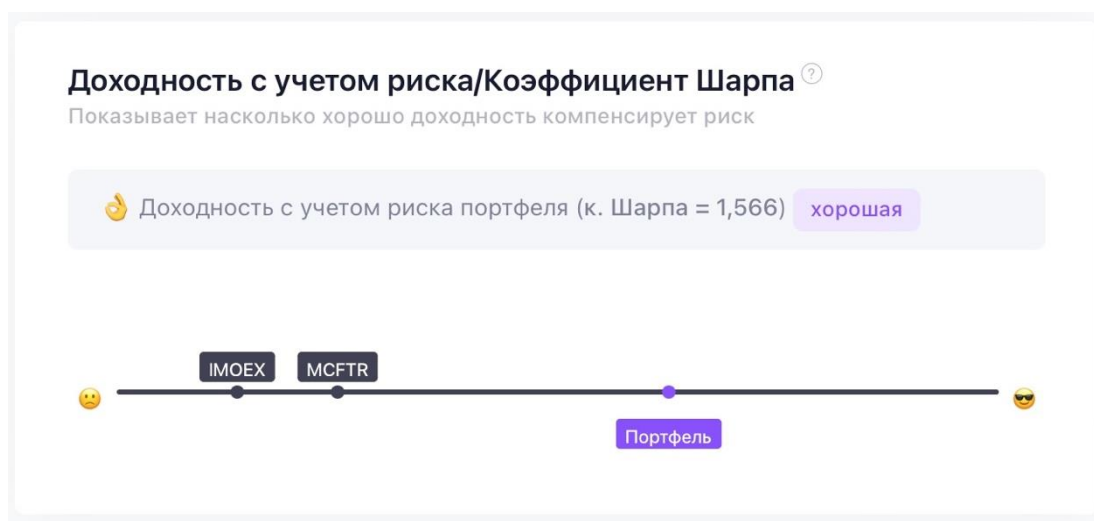 Доходность с учетом риска/Коэффициент Шарпа ?
Показывает насколько хорошо доходность компенсирует риск
👌 Доходность с учетом риска портфеля (к. Шарпа = 1,566) хорошая
IMOEX MCFTR
Портфель